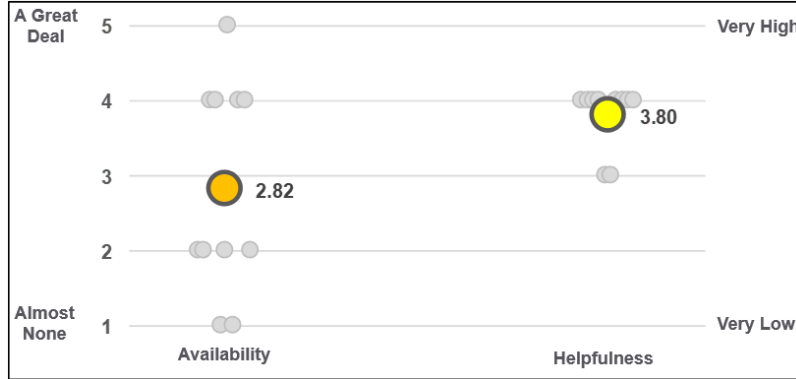 A Great
Deal
5
Very High
4
3.80
3
2.82
2
Almost
None
1
Very Low
Availability
Helpfulness